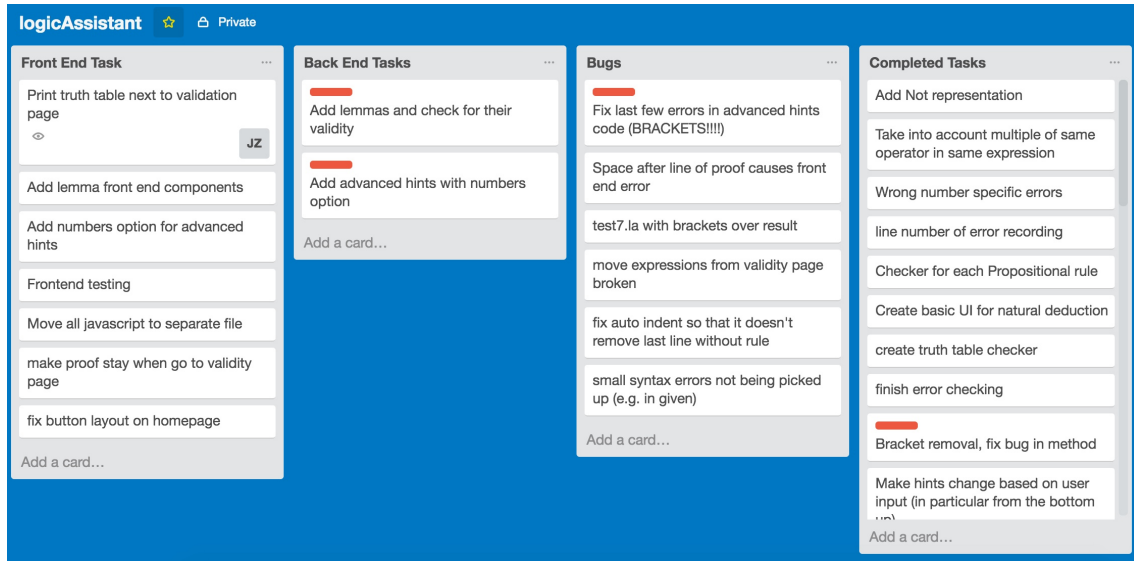 logicAssistant Private
Front End Task ...
Print truth table next to validation
page
JZ
Add lemma front end components
Add numbers option for advanced
hints
Frontend testing
Move all javascript to separate file
make proof stay when go to validity
page
fix button layout on homepage
Add a card...
Back End Tasks ...
Add lemmas and check for their
validity
Add advanced hints with numbers
option
Add a card...
Bugs ...
Fix last few errors in advanced hints
code (BRACKETS!!!!)
Space after line of proof causes front
end error
test7.la with brackets over result
move expressions from validity page
broken
fix auto indent so that it doesn't
remove last line without rule
small syntax errors not being picked
up (e.g. in given)
Add a card...
Completed Tasks ...
Add Not representation
Take into account multiple of same
operator in same expression
Wrong number specific errors
line number of error recording
Checker for each Propositional rule
Create basic UI for natural deduction
create truth table checker
finish error checking
Bracket removal, fix bug in method
Make hints change based on user
input (in particular from the bottom
up)
Add a card...